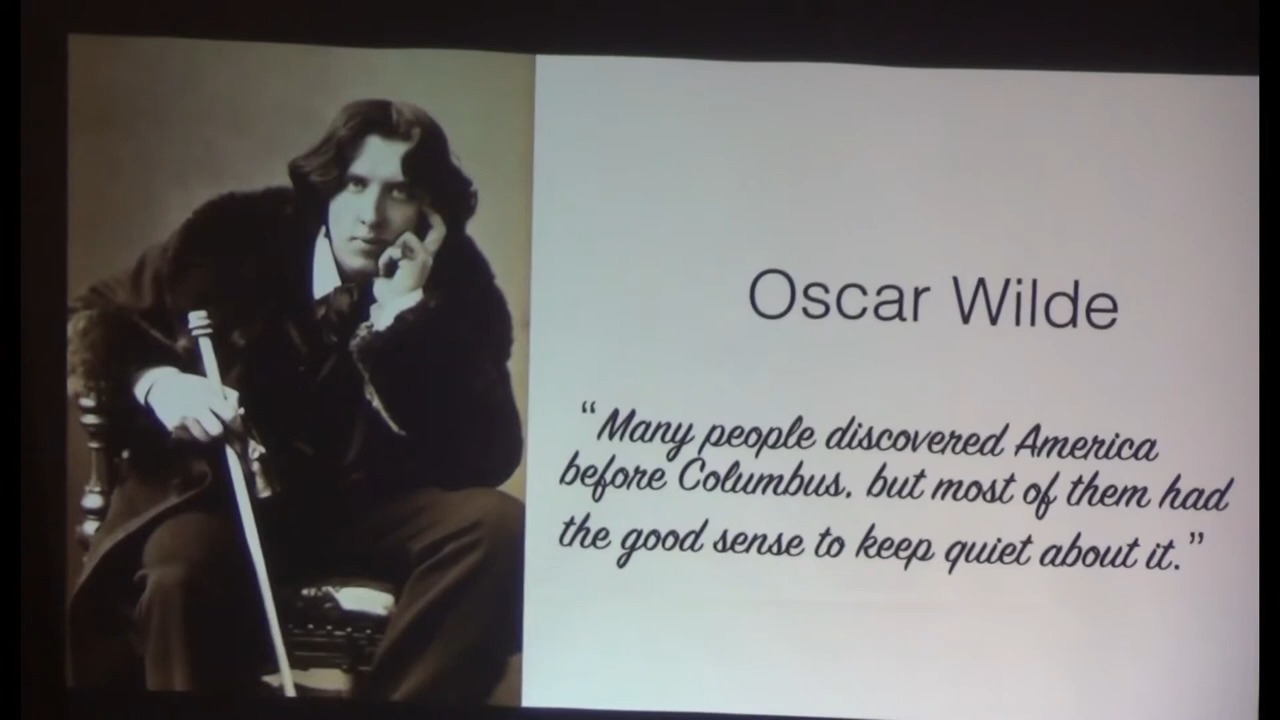 Oscar Wilde
“Many people discovered America
before Columbus, but most of them had
the good sense to keep quiet about it.”